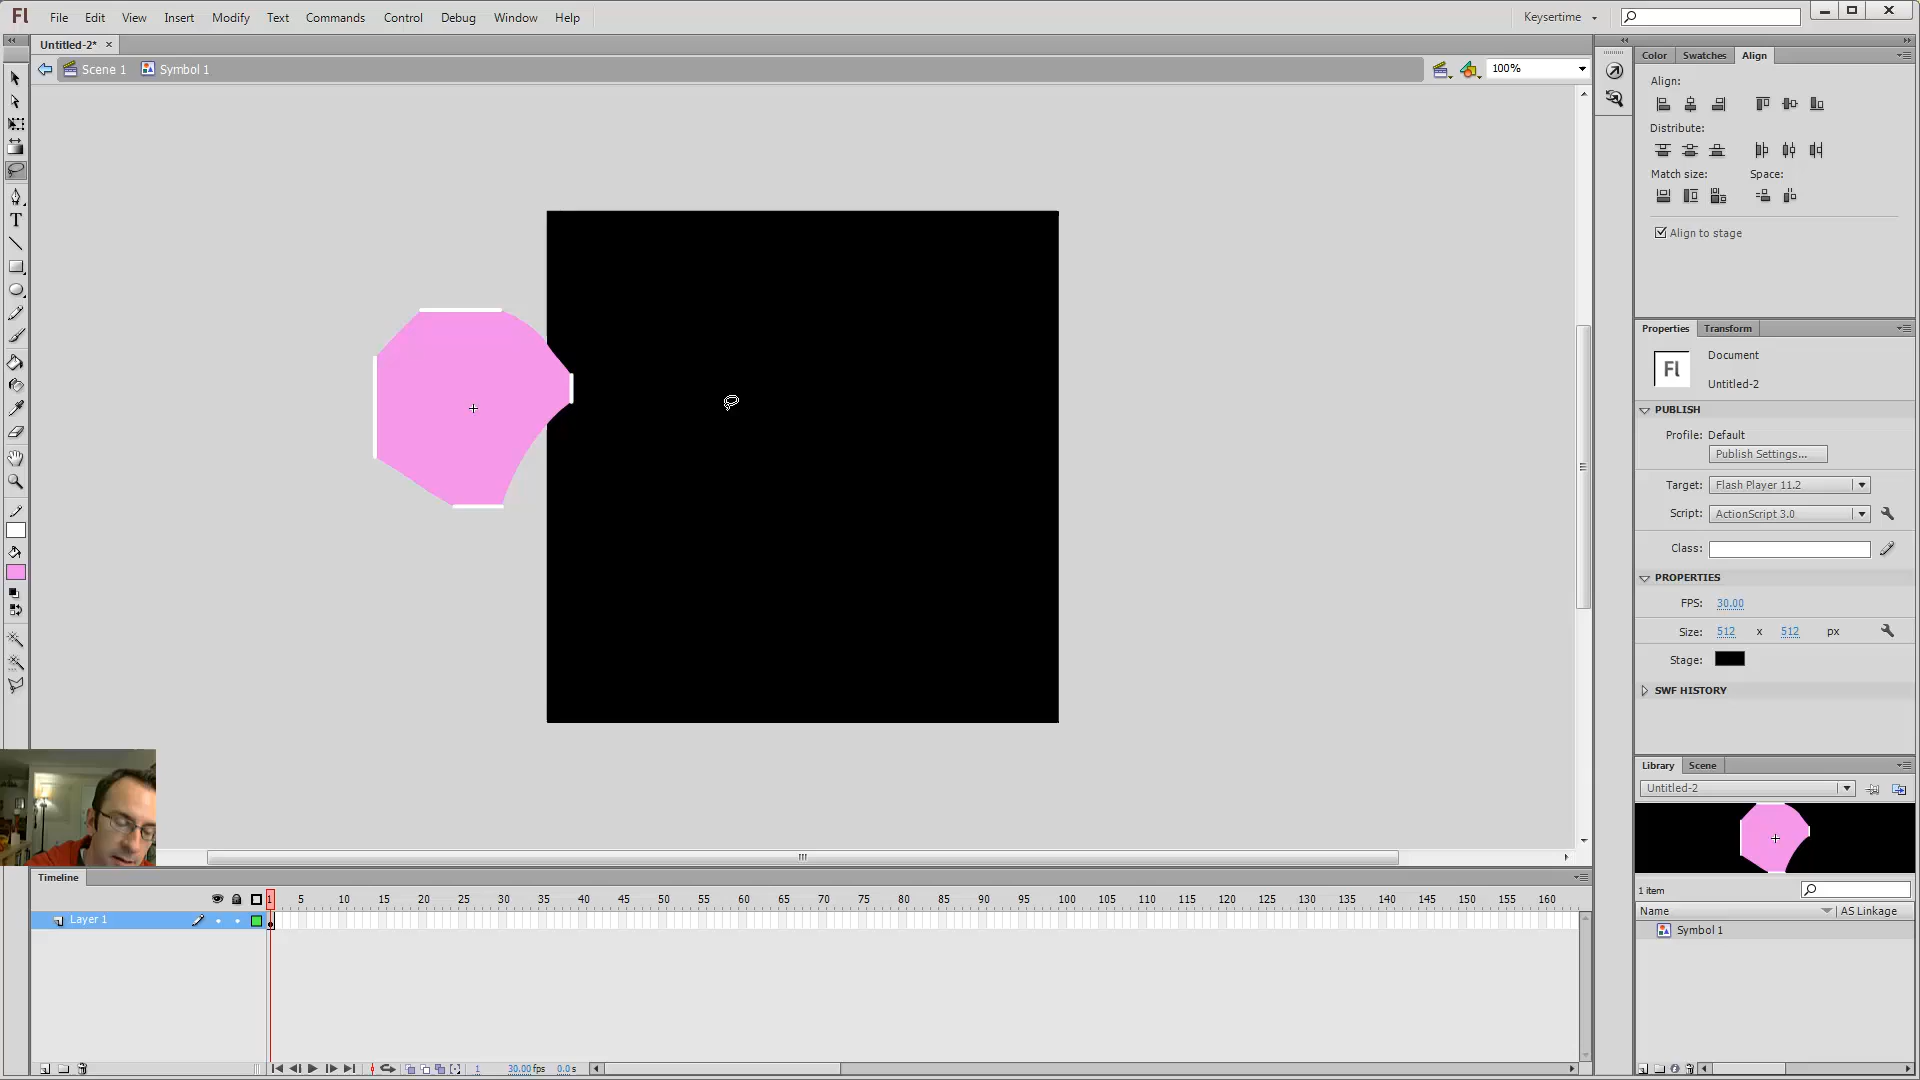 Fl File Edit View Insert Modify Text Commands Control Debug Window Help Keysertime
Untitled-2* ×
Scene 1 Symbol 1 100%
Color Swatches Align
Align:
Distribute:
Match size: Space:
Align to stage
Properties Transform
Fl Document
Untitled-2
PUBLISH
Profile: Default
Publish Settings...
Target: Flash Player 11.2
Script: ActionScript 3.0
Class:
PROPERTIES
FPS: 30.00
Size: 512 x 512 px
Stage:
SWF HISTORY
Library Scene
Untitled-2
1 item
Name AS Linkage
Symbol 1
T
Timeline
1 5 10 15 20 25 30 35 40 45 50 55 60 65 70 75 80 85 90 95 100 105 110 115 120 125 130 135 140 145 150 155 160
Layer 1
1 30.00fps 0.0s